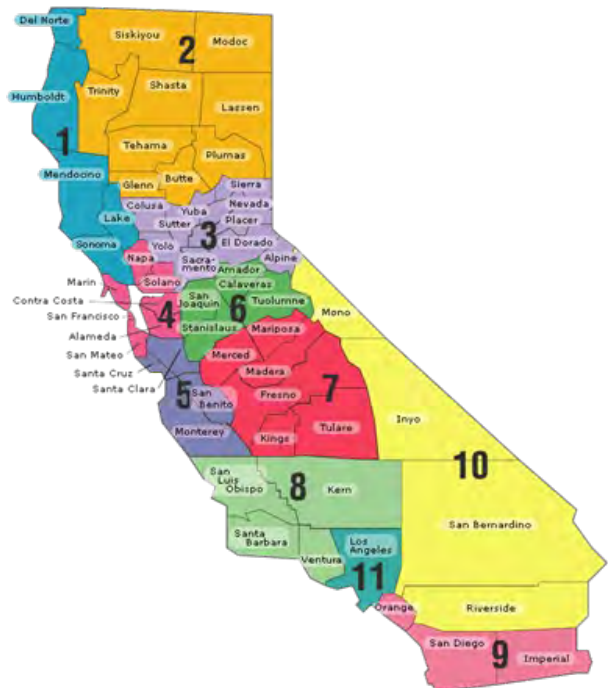 Del Norte
Siskiyou
Modoc
2
Humboldt
Trinity
Shasta
Lassen
1
Tehama
Plumas
Mendocino
Glenn
Butte
Sierra
Colusa
Yuba
Nevada
Lake
Sutter
Placer
3
Sonoma
Yolo
El Dorado
Napa
Sacra-
mento
Alpine
Amador
Marin
Solano
Calaveras
Contra Costa
San
Joaquin
Tuolumne
San Francisco
4
6
Mono
Alameda
Stanislaus
Mariposa
San Mateo
Merced
Santa Cruz
Madera
Santa Clara
5
San
Benito
Fresno
7
Inyo
Monterey
Kings
Tulare
10
San
Luis
Obispo
8
Kern
San Bernardino
Santa
Barbara
Los
Angeles
Ventura
11
Orange
Riverside
San Diego
9
Imperial